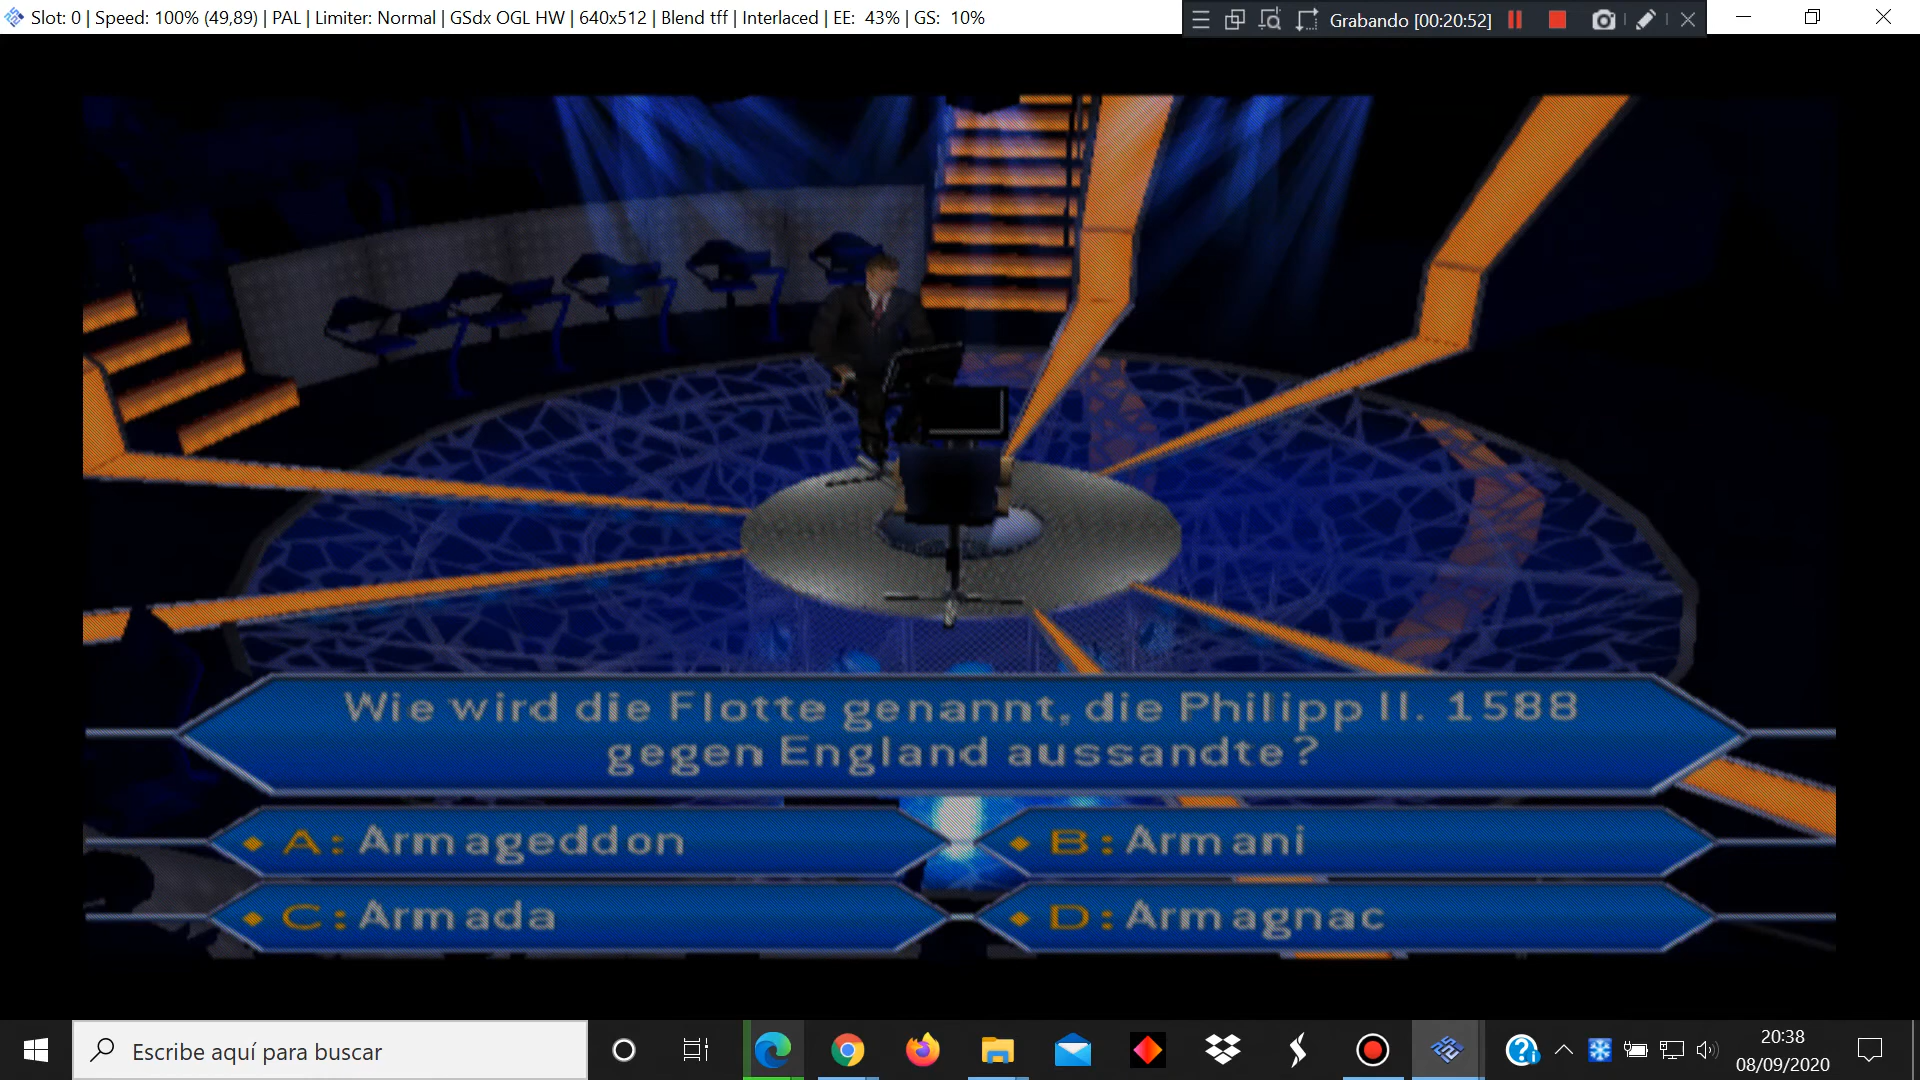 Slot: 0 | Speed: 100% (49,89) | PAL | Limiter: Normal | GSdx OGL HW | 640x512 | Blend tff | Interlaced | EE: 43% | GS: 10%
Grabando [00:20:52]
Wie wird die Flotte genannt, die Philipp II. 1588
gegen England aussandte?
A: Armageddon
B: Armani
C: Armada
D: Armagnac
Escribe aquí para buscar
20:38
08/09/2020